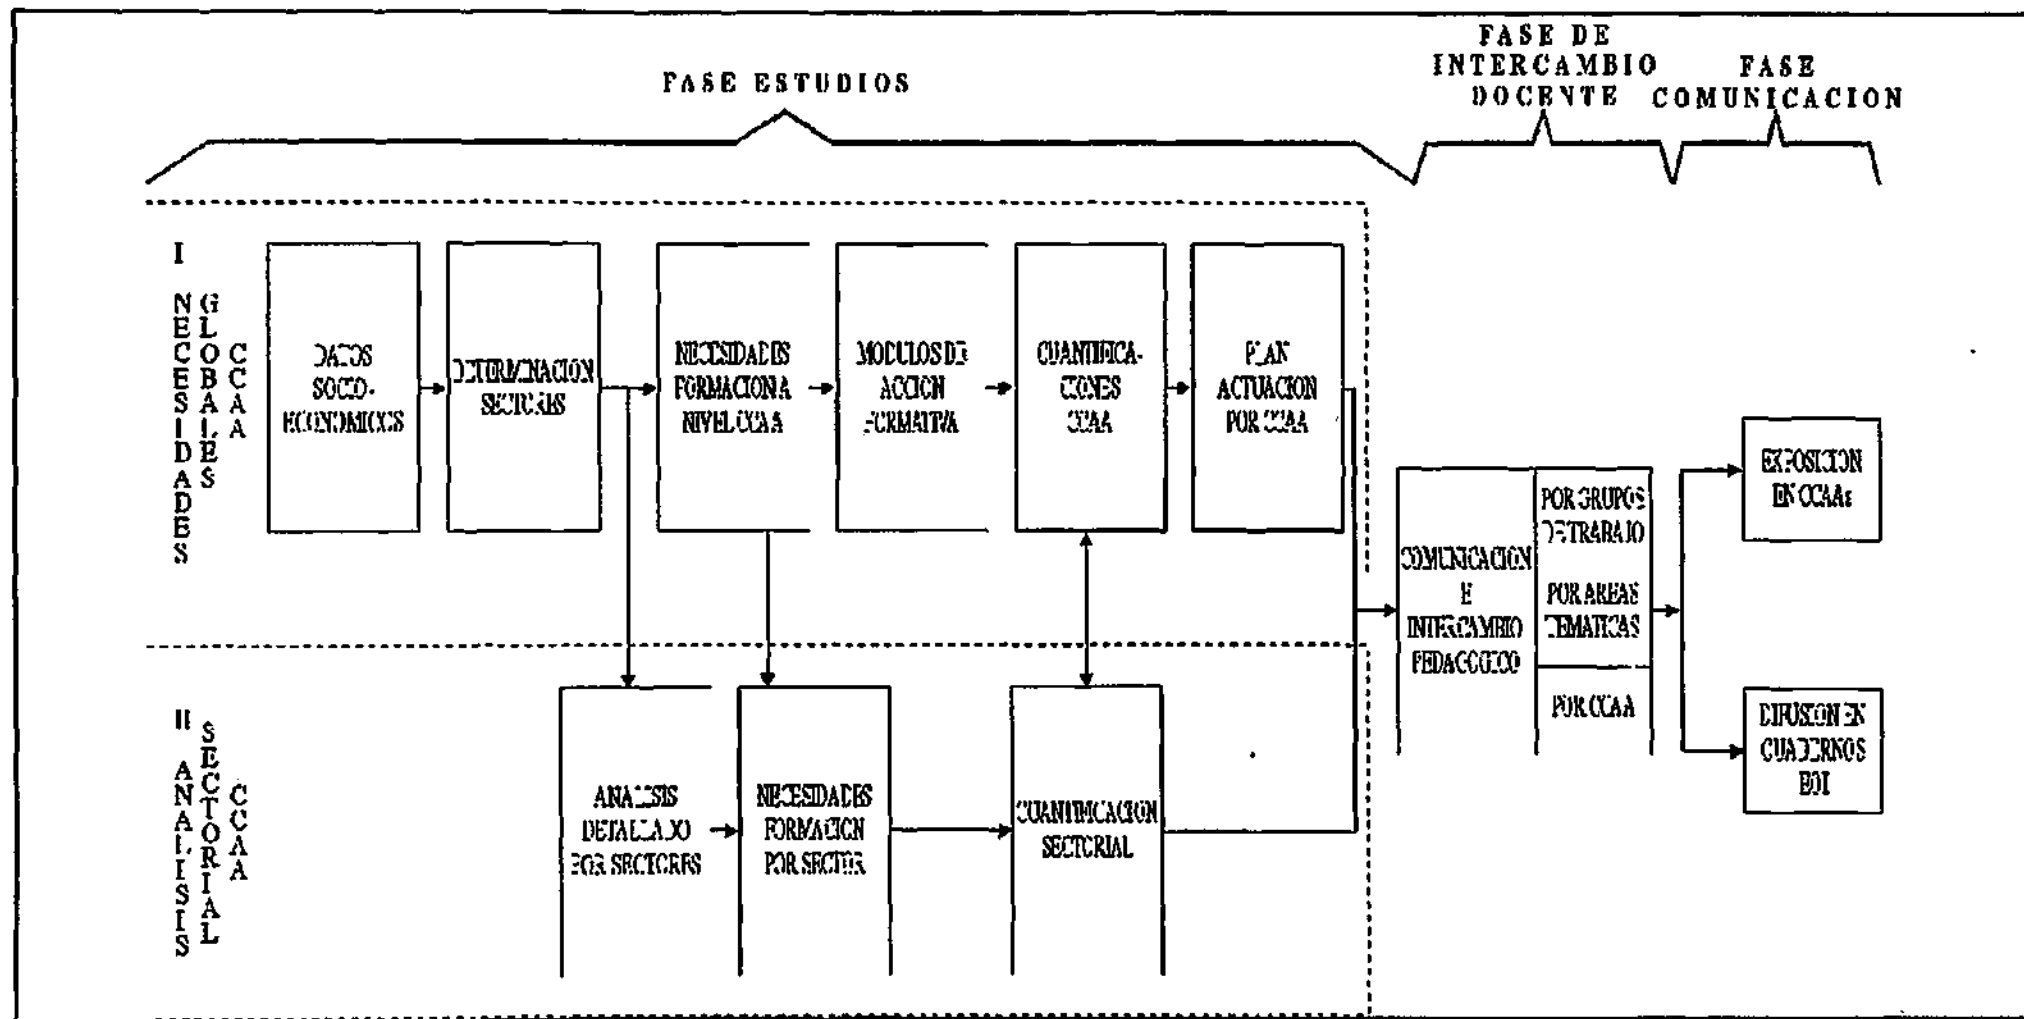 FASE ESTUDIOS
FASE DE
INTERCAMBIO
DOCENTE
FASE
COMUNICACION
I NECESIDADES
GLOBALES
CCAA
DATOS
SOCIO-
ECONOMICOS
DETERMINACION
SECTORES
NECESIDADES
FORMACION A
NIVEL CCAA
MODULOS DE
ACCION
FORMATIVA
CUANTIFICA-
CIONES
CCAA
PLAN
ACTUACION
POR CCAA
COMUNICACION
E
INTERCAMBIO
PEDAGOGICO
POR GRUPOS
DE TRABAJO
POR AREAS
TEMATICAS
POR CCAA
EXPOSICION
EN CCAAs
DIFUSION EN
CUADERNOS
EOI
II ANALISIS
SECTORIAL
CCAA
ANALISIS
DETALLADO
POR SECTORES
NECESIDADES
FORMACION
POR SECTOR
CUANTIFICACION
SECTORIAL